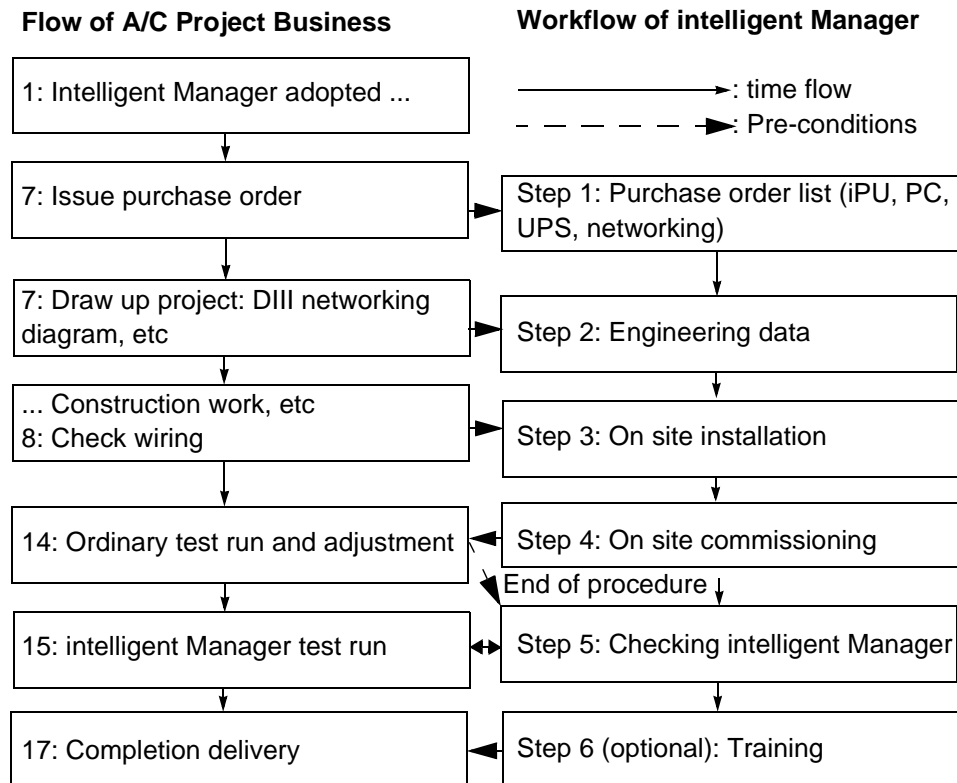 Flow of A/C Project Business
Workflow of intelligent Manager
1: Intelligent Manager adopted ...
: time flow
: Pre-conditions
7: Issue purchase order
Step 1: Purchase order list (iPU, PC,
UPS, networking)
7: Draw up project: DIII networking
diagram, etc
Step 2: Engineering data
... Construction work, etc
8: Check wiring
Step 3: On site installation
14: Ordinary test run and adjustment
Step 4: On site commissioning
End of procedure
15: intelligent Manager test run
Step 5: Checking intelligent Manager
17: Completion delivery
Step 6 (optional): Training